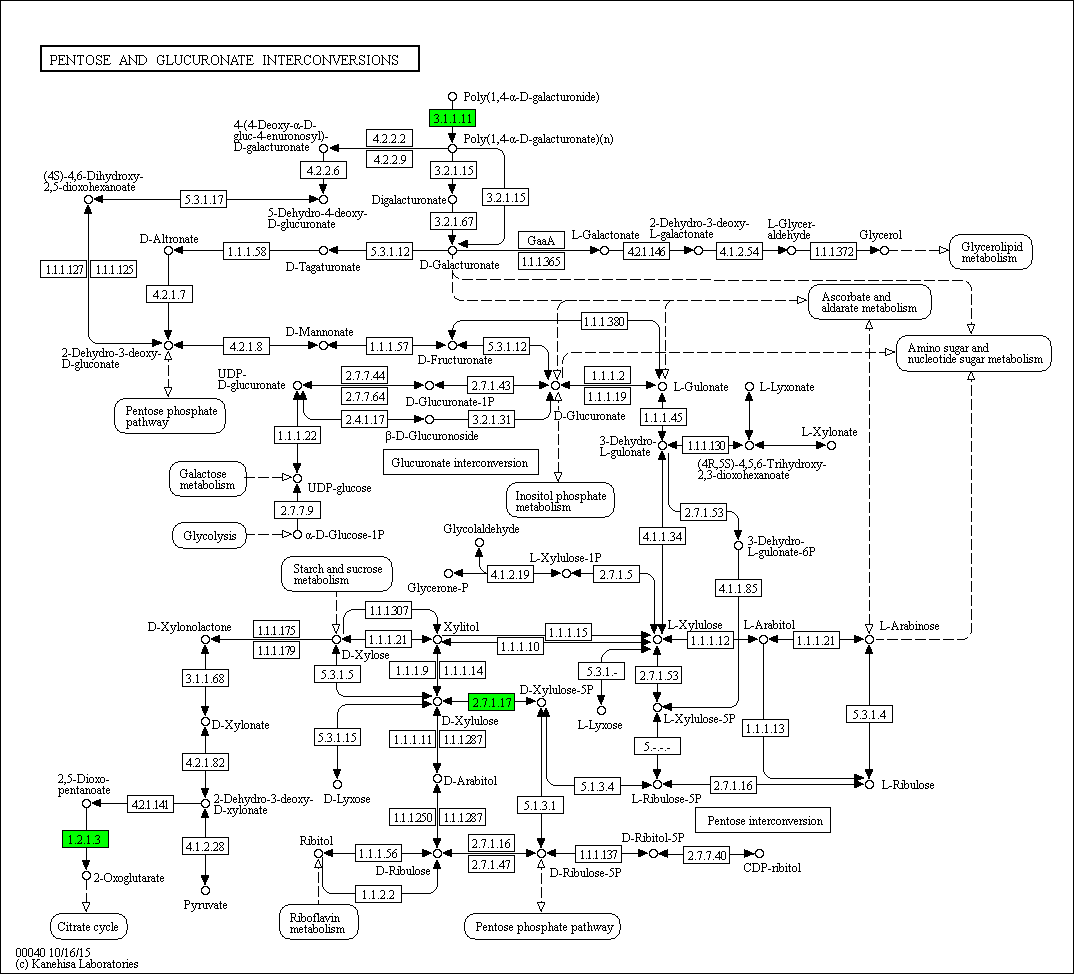 PENTOSE AND GLUCURONATE INTERCONVERSIONS
Poly(1,4-α-D-galacturonide)
3.1.1.11
4-(4-Deoxy-α-D-
gluc-4-enuronosyl)-
D-galacturonate
4.2.2.2
4.2.2.9
Poly(1,4-α-D-galacturonate)(n)
4.2.2.6
3.2.1.15
(4S)-4,6-Dihydroxy-
2,5-dioxohexanoate
5.3.1.17
Digalacturonate
3.2.1.15
5-Dehydro-4-deoxy-
D-glucuronate
3.2.1.67
D-Altronate
1.1.1.58
D-Tagaturonate
5.3.1.12
D-Galacturonate
GaaA
1.1.1365
L-Galactonate
4.2.1.146
2-Dehydro-3-deoxy-
L-galactonate
4.1.2.54
L-Glycer-
aldehyde
1.1.1.372
Glycerol
Glycerolipid
metabolism
1.1.1.127
1.1.1.125
4.2.1.7
Ascorbate and
aldarate metabolism
2-Dehydro-3-deoxy-
D-gluconate
4.2.1.8
D-Mannonate
1.1.1.57
D-Fructuronate
5.3.1.12
1.1.1.380
Amino sugar and
nucleotide sugar metabolism
Pentose phosphate
pathway
UDP-
D-glucuronate
2.7.7.44
2.7.7.64
D-Glucuronate-1P
2.7.1.43
D-Glucuronate
1.1.1.2
1.1.1.19
L-Gulonate
L-Lyxonate
2.4.1.17
β-D-Glucuronoside
3.2.1.31
1.1.1.45
1.1.1.22
3-Dehydro-
L-gulonate
1.1.1.130
L-Xylonate
(4R,5S)-4,5,6-Trihydroxy-
2,3-dioxohexanoate
Glucuronate interconversion
Galactose
metabolism
UDP-glucose
Inositol phosphate
metabolism
2.7.7.9
2.7.1.53
Glycolysis
α-D-Glucose-1P
Glycolaldehyde
4.1.1.34
3-Dehydro-
L-gulonate-6P
Starch and sucrose
metabolism
Glycerone-P
4.1.2.19
L-Xylulose-1P
2.7.1.5
4.1.1.85
1.1.1307
D-Xylonolactone
1.1.1.175
1.1.1.179
D-Xylose
1.1.1.21
Xylitol
1.1.1.15
1.1.1.10
L-Xylulose
1.1.1.12
L-Arabitol
1.1.1.21
L-Arabinose
3.1.1.68
5.3.1.5
1.1.1.9
1.1.1.14
5.3.1.-
2.7.1.53
D-Xylulose
2.7.1.17
D-Xylulose-5P
L-Lyxose
L-Xylulose-5P
D-Xylonate
5.3.1.15
1.1.1.11
1.1.1287
5.-.-.-
1.1.1.13
5.3.1.4
4.2.1.82
2,5-Dioxo-
pentanoate
4.2.1.141
2-Dehydro-3-deoxy-
D-xylonate
D-Lyxose
D-Arabitol
5.1.3.4
L-Ribulose-5P
2.7.1.16
L-Ribulose
1.1.1250
1.1.1287
5.1.3.1
Pentose interconversion
1.2.1.3
4.1.2.28
Ribitol
1.1.1.56
D-Ribulose
2.7.1.16
2.7.1.47
D-Ribulose-5P
1.1.1.137
D-Ribitol-5P
2.7.7.40
CDP-ribitol
2-Oxoglutarate
Pyruvate
1.1.2.2
Citrate cycle
Riboflavin
metabolism
Pentose phosphate pathway
00040 10/16/15
(c) Kanehisa Laboratories